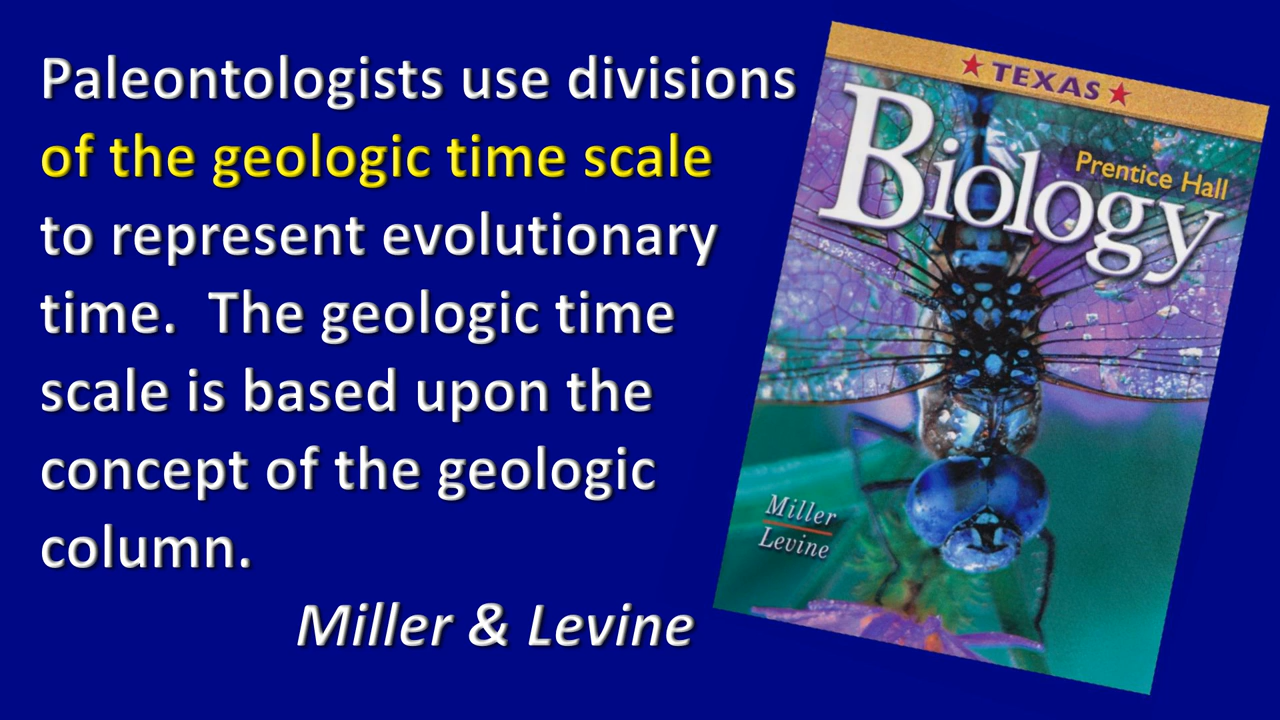 Paleontologists use divisions
of the geologic time scale
to represent evolutionary
time.  The geologic time
scale is based upon the
concept of the geologic
column.
Miller & Levine
TEXAS
Prentice Hall
Biology
Miller
Levine